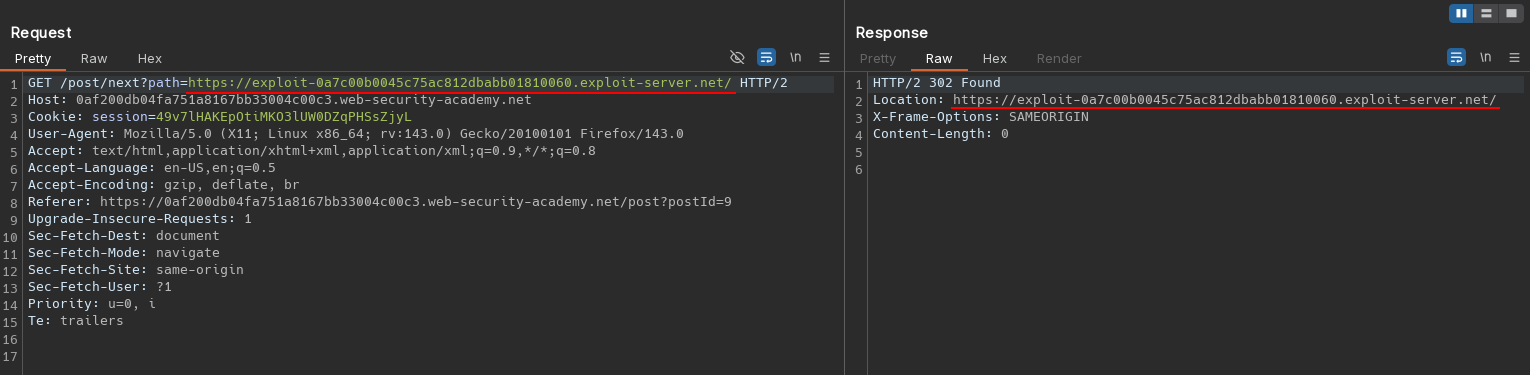 Request
Pretty Raw Hex \n
1 GET /post/next?path=https://exploit-0a7c00b0045c75ac812dbabb01810060.exploit-server.net/ HTTP/2
2 Host: 0af200db04fa751a8167bb33004c00c3.web-security-academy.net
3 Cookie: session=49v7lHAKEpOtiMKO3lUW0DZqPHSsZjyL
4 User-Agent: Mozilla/5.0 (X11; Linux x86_64; rv:143.0) Gecko/20100101 Firefox/143.0
5 Accept: text/html,application/xhtml+xml,application/xml;q=0.9,*/*;q=0.8
6 Accept-Language: en-US,en;q=0.5
7 Accept-Encoding: gzip, deflate, br
8 Referer: https://0af200db04fa751a8167bb33004c00c3.web-security-academy.net/post?postId=9
9 Upgrade-Insecure-Requests: 1
10 Sec-Fetch-Dest: document
11 Sec-Fetch-Mode: navigate
12 Sec-Fetch-Site: same-origin
13 Sec-Fetch-User: ?1
14 Priority: u=0, i
15 Te: trailers
16
17
Response
Pretty Raw Hex Render \n
1 HTTP/2 302 Found
2 Location: https://exploit-0a7c00b0045c75ac812dbabb01810060.exploit-server.net/
3 X-Frame-Options: SAMEORIGIN
4 Content-Length: 0
5
6